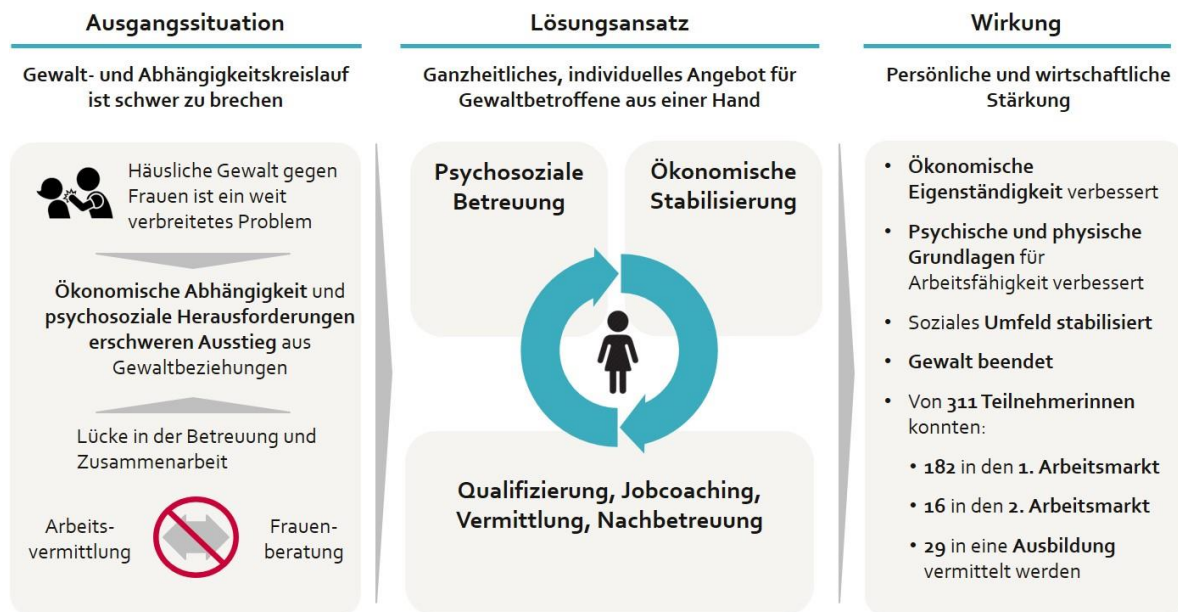 Ausgangssituation
Gewalt- und Abhängigkeitskreislauf
ist schwer zu brechen
Häusliche Gewalt gegen
Frauen ist ein weit
verbreitetes Problem
Ökonomische Abhängigkeit und
psychosoziale Herausforderungen
erschweren Ausstieg aus
Gewaltbeziehungen
Lücke in der Betreuung und
Zusammenarbeit
Arbeits-
vermittlung
Frauen-
beratung
Lösungsansatz
Ganzheitliches, individuelles Angebot für
Gewaltbetroffene aus einer Hand
Psychosoziale
Betreuung
Ökonomische
Stabilisierung
Qualifizierung, Jobcoaching,
Vermittlung, Nachbetreuung
Wirkung
Persönliche und wirtschaftliche
Stärkung
• Ökonomische
Eigenständigkeit verbessert
• Psychische und physische
Grundlagen für
Arbeitsfähigkeit verbessert
• Soziales Umfeld stabilisiert
• Gewalt beendet
• Von 311 Teilnehmerinnen
konnten:
• 182 in den 1. Arbeitsmarkt
• 16 in den 2. Arbeitsmarkt
• 29 in eine Ausbildung
vermittelt werden